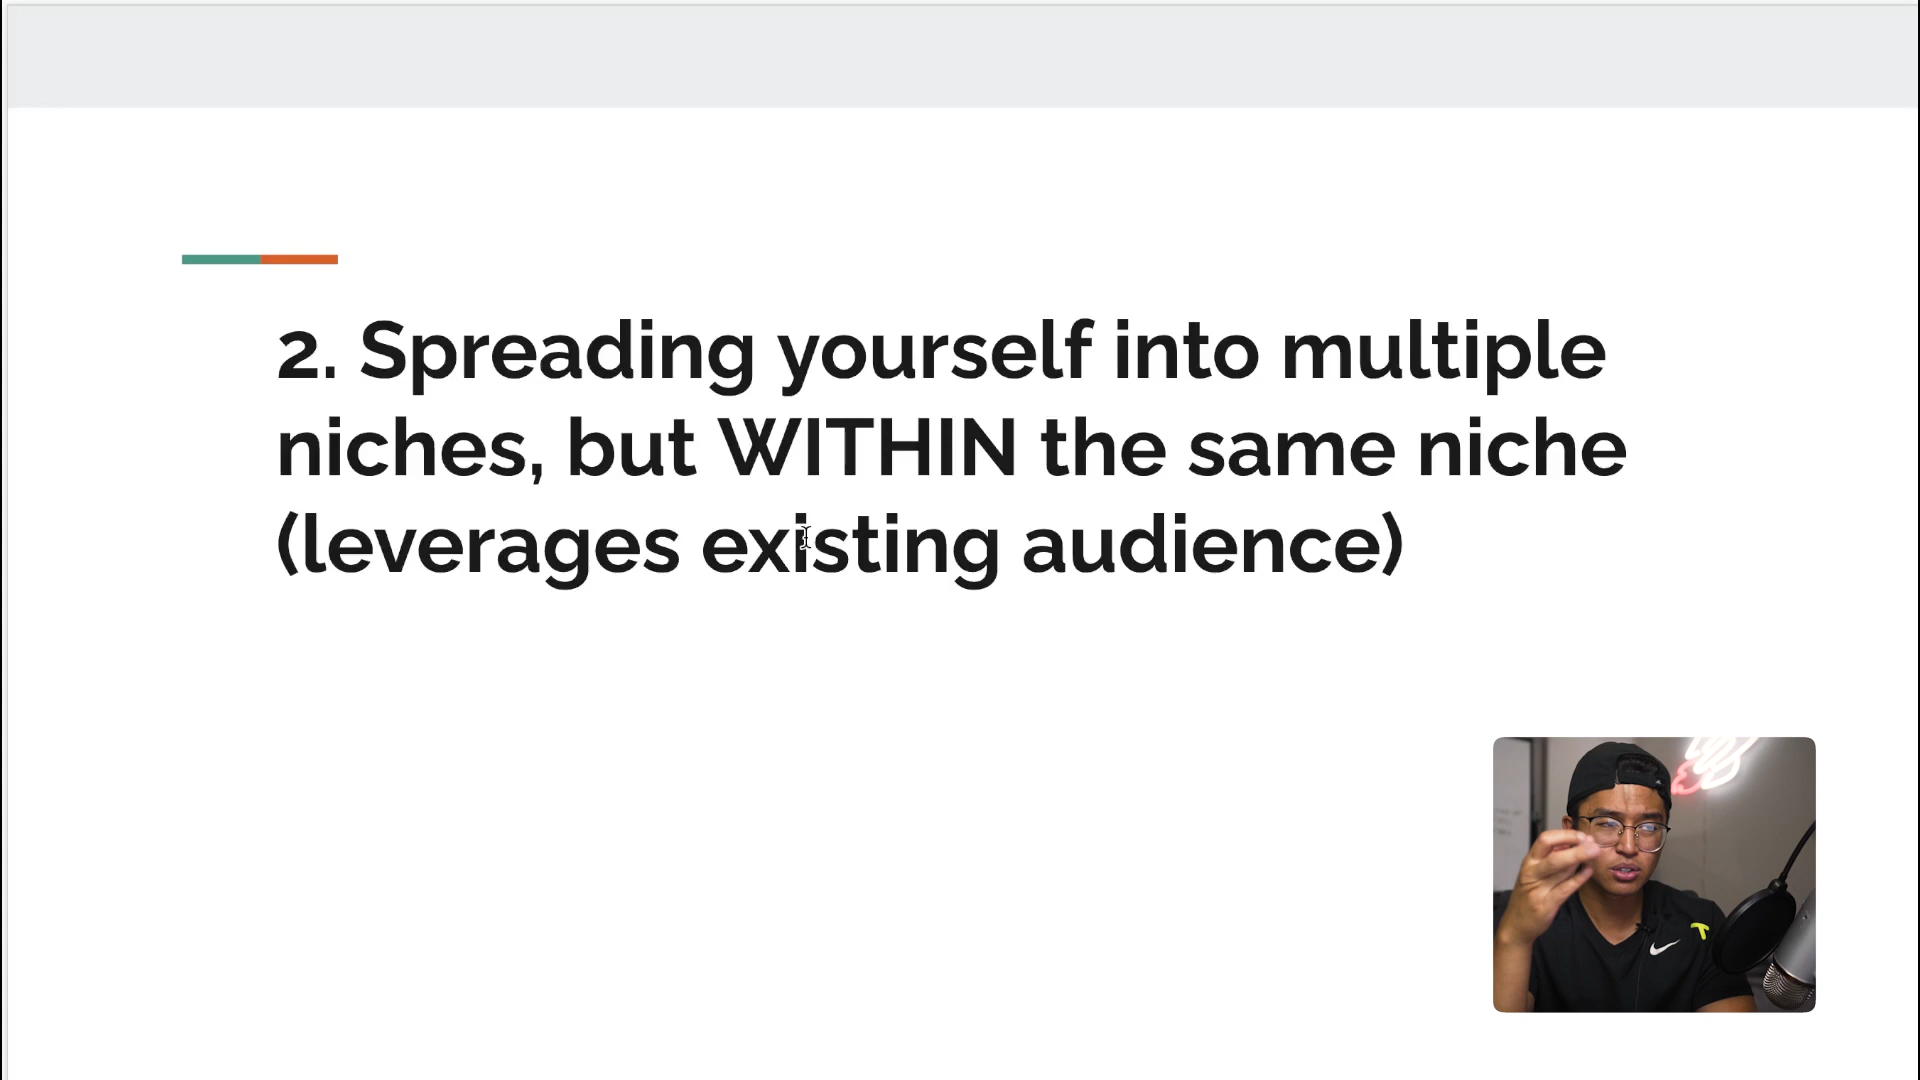 2. Spreading yourself into multiple
niches, but WITHIN the same niche
(leverages existing audience)